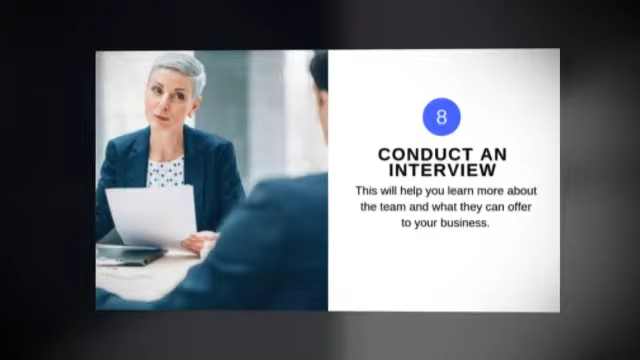 8
CONDUCT AN
INTERVIEW
This will help you learn more about
the team and what they can offer
to your business.